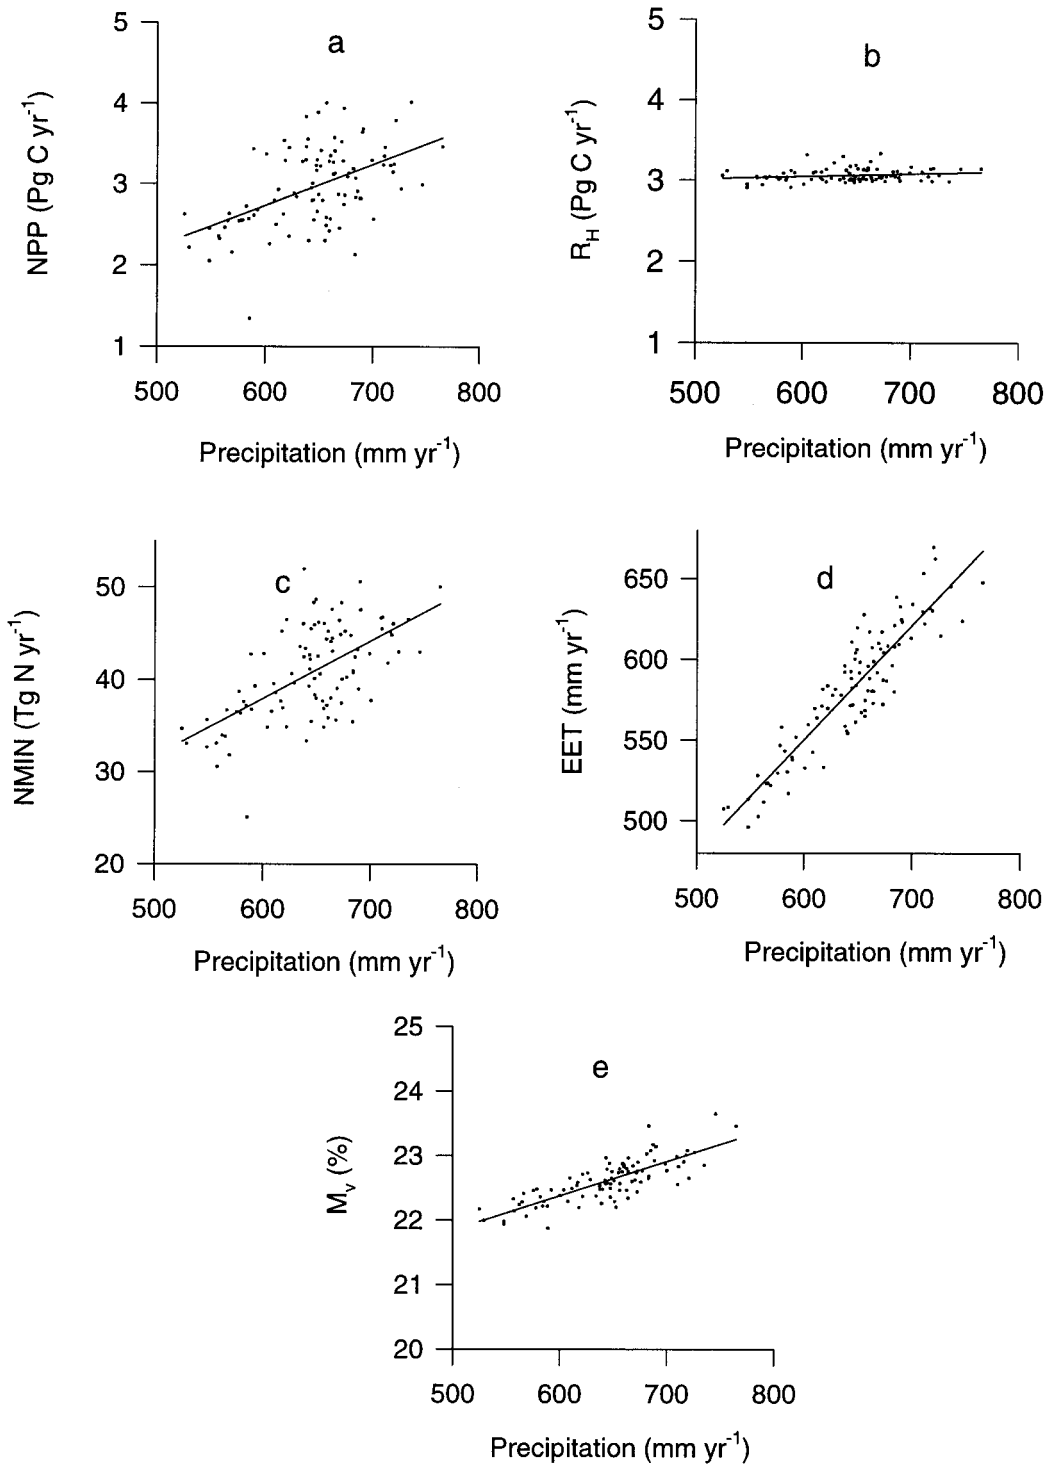 a
5
4
3
2
1
NPP (Pg C yr⁻¹)
500 600 700 800
Precipitation (mm yr⁻¹)
b
5
4
3
2
1
R_H (Pg C yr⁻¹)
500 600 700 800
Precipitation (mm yr⁻¹)
c
50
40
30
20
NMIN (Tg N yr⁻¹)
500 600 700 800
Precipitation (mm yr⁻¹)
d
650
600
550
500
EET (mm yr⁻¹)
500 600 700 800
Precipitation (mm yr⁻¹)
e
25
24
23
22
21
20
M_v (%)
500 600 700 800
Precipitation (mm yr⁻¹)